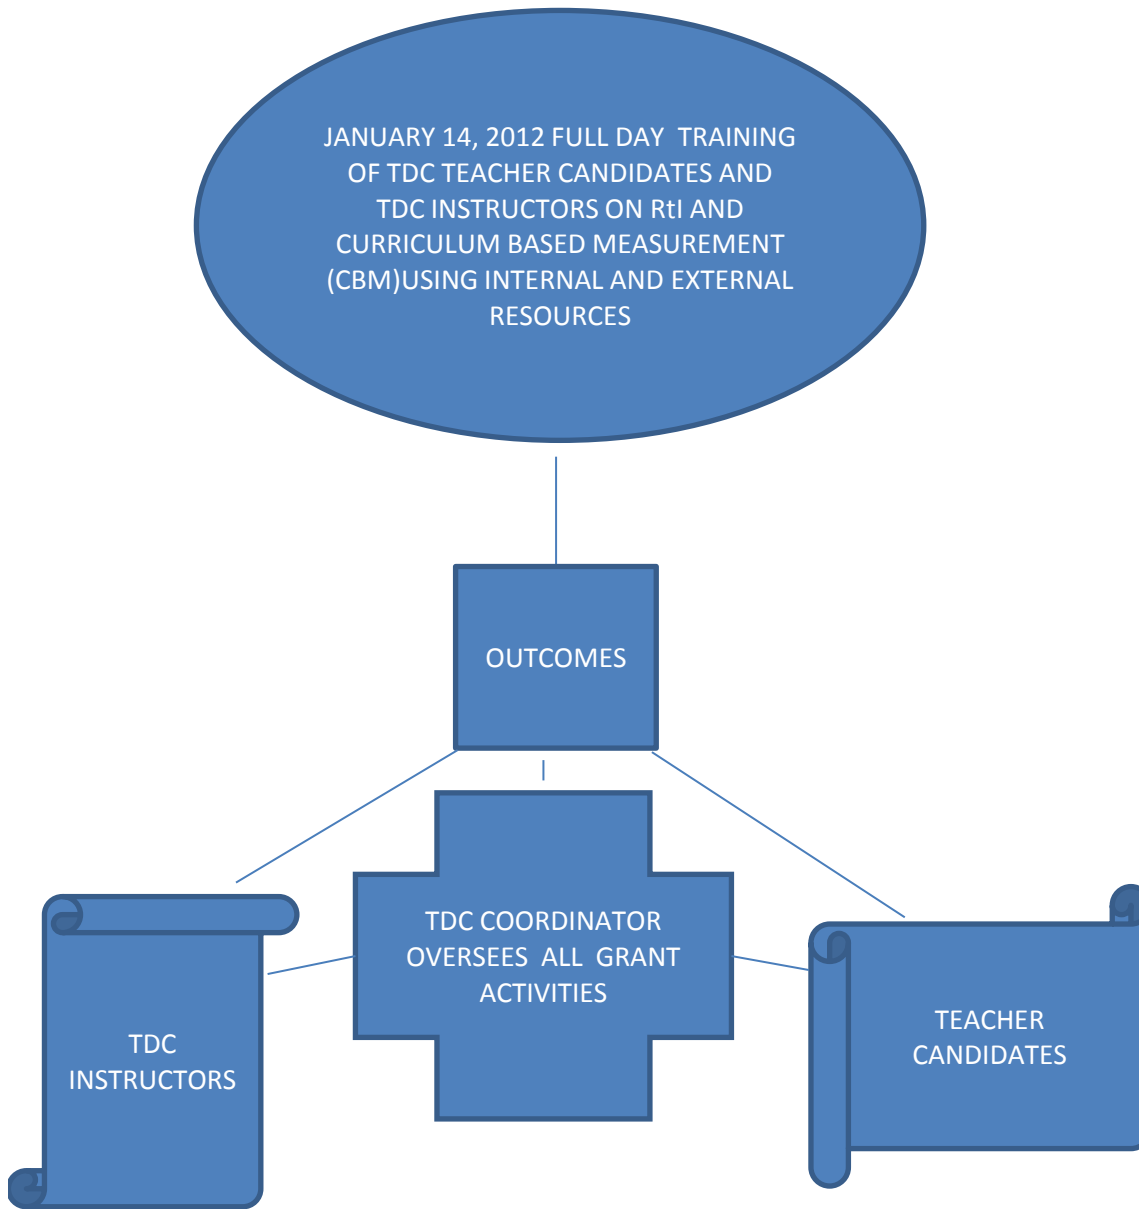 JANUARY 14, 2012 FULL DAY TRAINING
OF TDC TEACHER CANDIDATES AND
TDC INSTRUCTORS ON RtI AND
CURRICULUM BASED MEASUREMENT
(CBM)USING INTERNAL AND EXTERNAL
RESOURCES
OUTCOMES
TDC COORDINATOR
OVERSEES ALL GRANT
ACTIVITIES
TDC
INSTRUCTORS
TEACHER
CANDIDATES